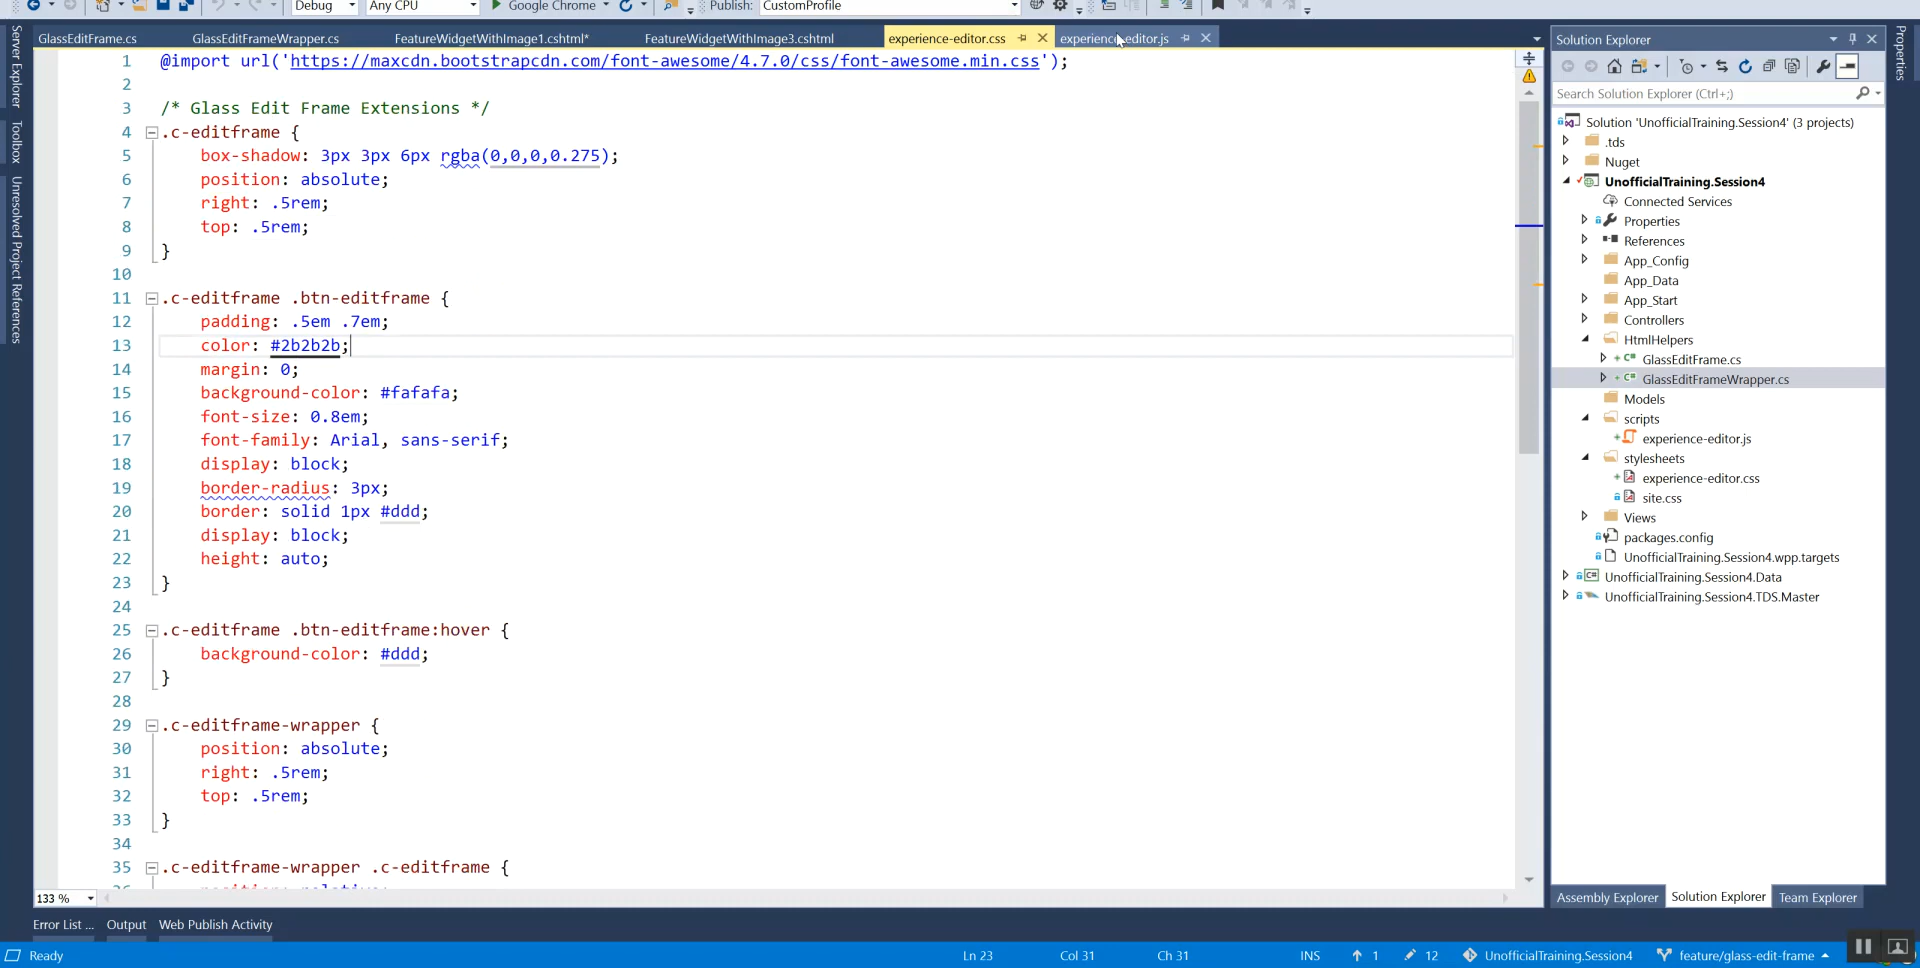 Debug
Any CPU
Google Chrome
Publish:
CustomProfile
GlassEditFrame.cs
GlassEditFrameWrapper.cs
FeatureWidgetWithImage1.cshtml*
FeatureWidgetWithImage3.cshtml
experience-editor.css
experience-editor.js
Server Explorer
Toolbox
Unresolved Project References
1 @import url('https://maxcdn.bootstrapcdn.com/font-awesome/4.7.0/css/font-awesome.min.css');
2
3 /* Glass Edit Frame Extensions */
4 .c-editframe {
5 box-shadow: 3px 3px 6px rgba(0,0,0,0.275);
6 position: absolute;
7 right: .5rem;
8 top: .5rem;
9 }
10
11 .c-editframe .btn-editframe {
12 padding: .5em .7em;
13 color: #2b2b2b;
14 margin: 0;
15 background-color: #fafafa;
16 font-size: 0.8em;
17 font-family: Arial, sans-serif;
18 display: block;
19 border-radius: 3px;
20 border: solid 1px #ddd;
21 display: block;
22 height: auto;
23 }
24
25 .c-editframe .btn-editframe:hover {
26 background-color: #ddd;
27 }
28
29 .c-editframe-wrapper {
30 position: absolute;
31 right: .5rem;
32 top: .5rem;
33 }
34
35 .c-editframe-wrapper .c-editframe {
133 %
Solution Explorer
Search Solution Explorer (Ctrl+;)
Solution 'UnofficialTraining.Session4' (3 projects)
.tds
Nuget
UnofficialTraining.Session4
Connected Services
Properties
References
App_Config
App_Data
App_Start
Controllers
HtmlHelpers
GlassEditFrame.cs
GlassEditFrameWrapper.cs
Models
scripts
experience-editor.js
stylesheets
experience-editor.css
site.css
Views
packages.config
UnofficialTraining.Session4.wpp.targets
UnofficialTraining.Session4.Data
UnofficialTraining.Session4.TDS.Master
Assembly Explorer
Solution Explorer
Team Explorer
Properties
Error List ...
Output
Web Publish Activity
Ready
Ln 23
Col 31
Ch 31
INS
1
12
UnofficialTraining.Session4
feature/glass-edit-frame